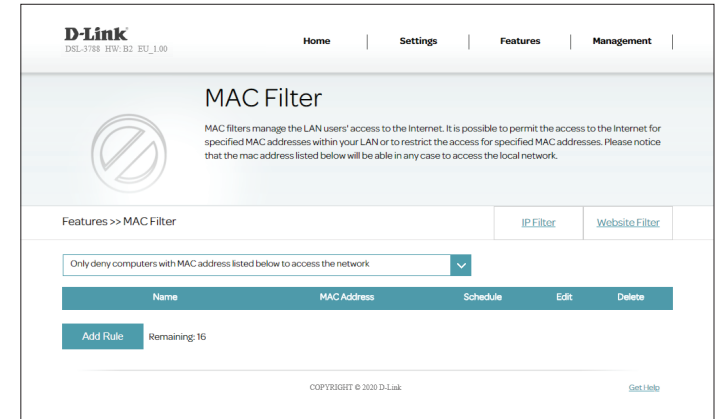 D-Link
DSL-3788 HW: B2 EU_1.00
Home
Settings
Features
Management
MAC Filter
MAC filters manage the LAN users' access to the Internet. It is possible to permit the access to the Internet for
specified MAC addresses within your LAN or to restrict the access for specified MAC addresses. Please notice
that the mac address listed below will be able in any case to access the local network.
Features >> MAC Filter
IP Filter
Website Filter
Only deny computers with MAC address listed below to access the network
Name
MAC Address
Schedule
Edit
Delete
Add Rule
Remaining: 16
COPYRIGHT © 2020 D-Link
Get Help